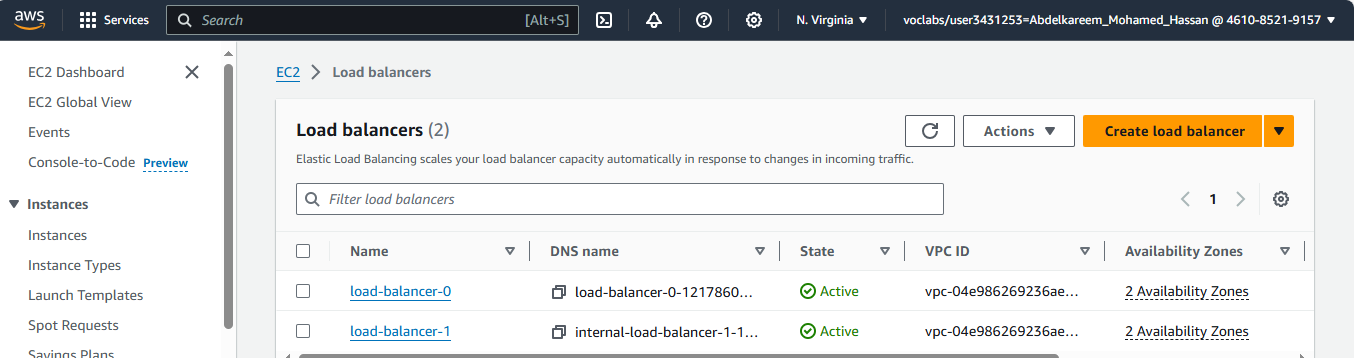 aws Services Search [Alt+S] N. Virginia voclabs/user3431253=Abdelkareem_Mohamed_Hassan @ 4610-8521-9157
EC2 Dashboard
EC2 Global View
Events
Console-to-Code Preview
Instances
Instances
Instance Types
Launch Templates
Spot Requests
Savings Plans
EC2 Load balancers
Load balancers (2)
Actions
Create load balancer
Elastic Load Balancing scales your load balancer capacity automatically in response to changes in incoming traffic.
Filter load balancers
1
Name DNS name State VPC ID Availability Zones
load-balancer-0 load-balancer-0-1217860... Active vpc-04e986269236ae... 2 Availability Zones
load-balancer-1 internal-load-balancer-1-1... Active vpc-04e986269236ae... 2 Availability Zones